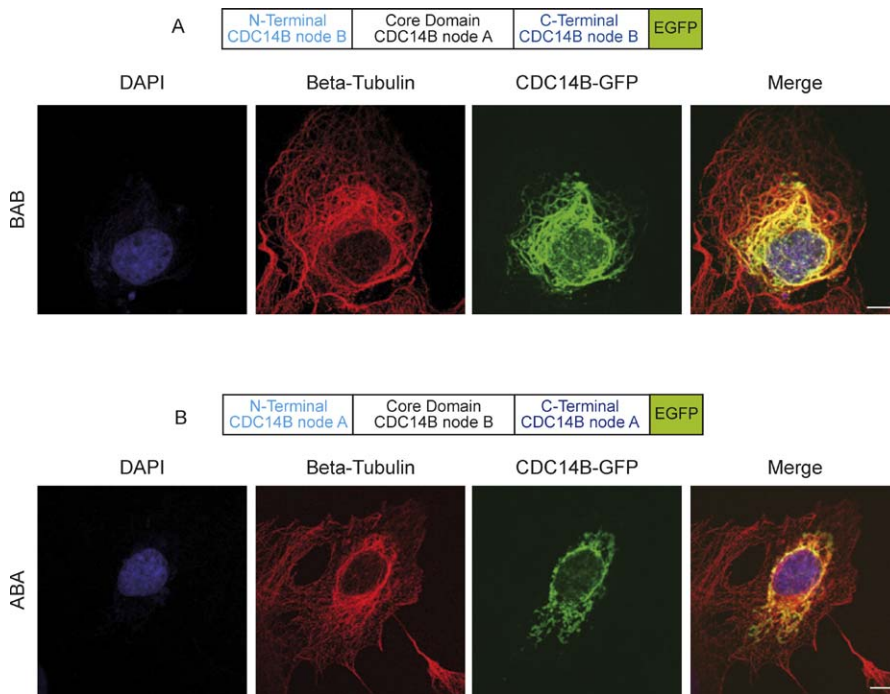 A
N-Terminal
CDC14B node B
Core Domain
CDC14B node A
C-Terminal
CDC14B node B
EGFP
DAPI
Beta-Tubulin
CDC14B-GFP
Merge
BAB
B
N-Terminal
CDC14B node A
Core Domain
CDC14B node B
C-Terminal
CDC14B node A
EGFP
DAPI
Beta-Tubulin
CDC14B-GFP
Merge
ABA